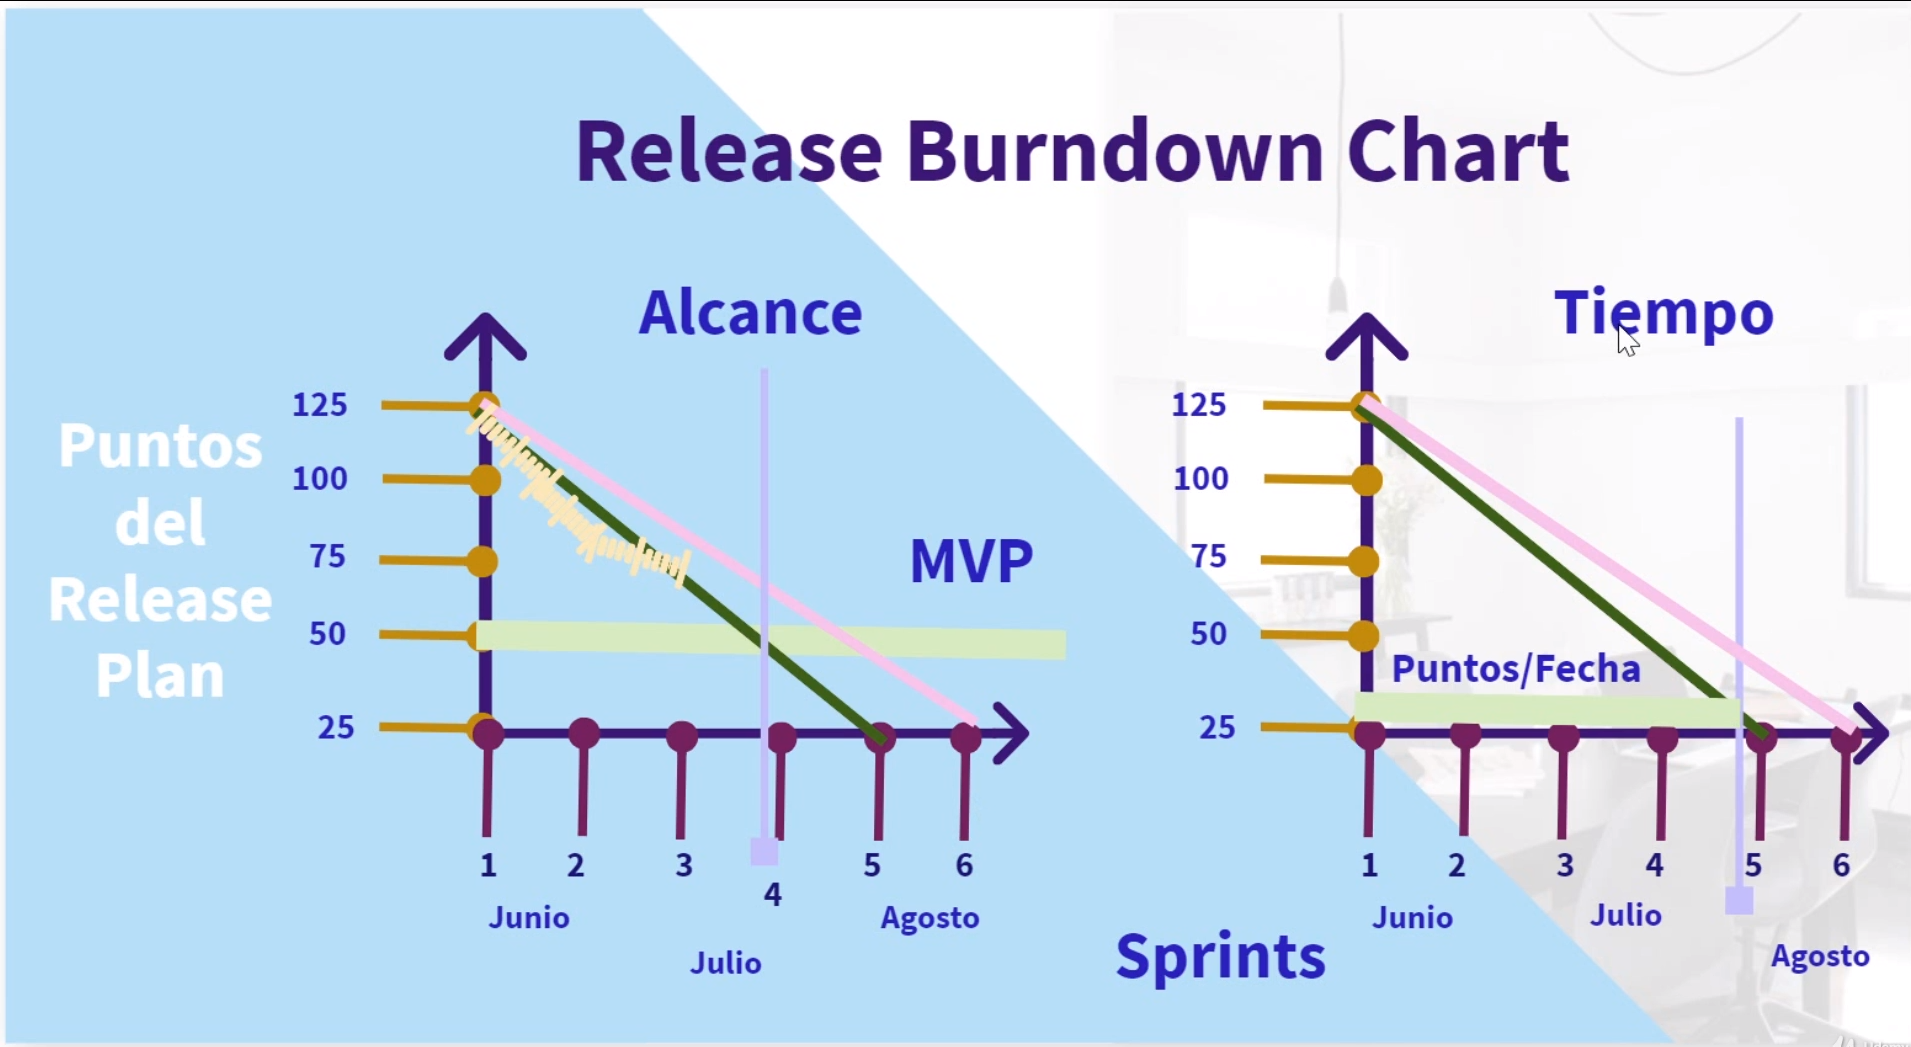 Release Burndown Chart
Alcance
Tiempo
Puntos
del
Release
Plan
125
100
75
50
25
MVP
1
2
3
4
5
6
Junio
Julio
Agosto
125
100
75
50
25
Puntos/Fecha
1
2
3
4
5
6
Junio
Julio
Agosto
Sprints